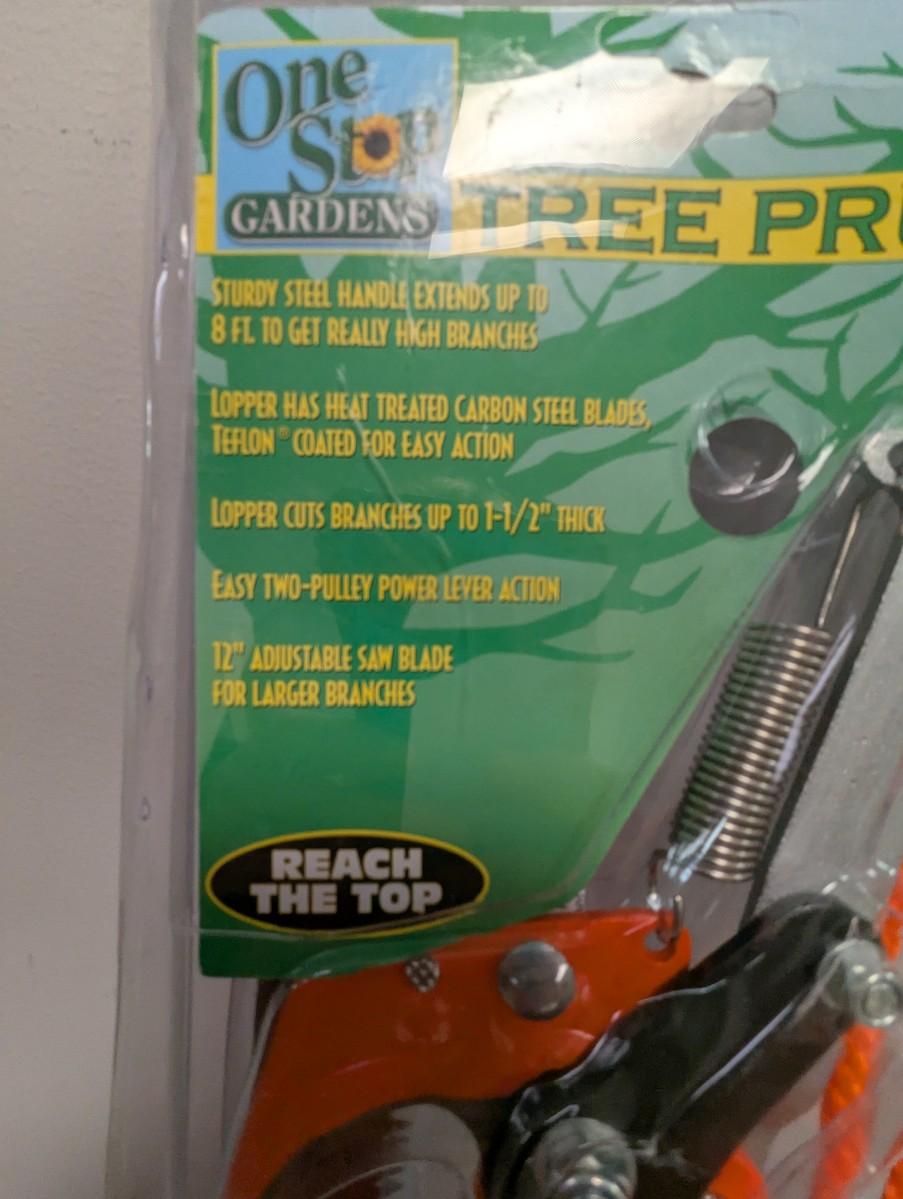 One
Stop
GARDENS
TREE PR
STURDY STEEL HANDLE EXTENDS UP TO
8 FT. TO GET REALLY HIGH BRANCHES
LOPPER HAS HEAT TREATED CARBON STEEL BLADES,
TEFLON® COATED FOR EASY ACTION
LOPPER CUTS BRANCHES UP TO 1-1/2" THICK
EASY TWO-PULLEY POWER LEVER ACTION
12" ADJUSTABLE SAW BLADE
FOR LARGER BRANCHES
REACH
THE TOP